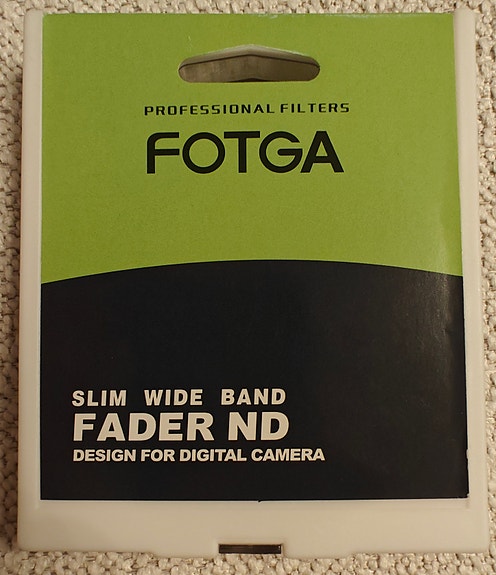 PROFESSIONAL FILTERS
FOTGA
SLIM WIDE BAND
FADER ND
DESIGN FOR DIGITAL CAMERA